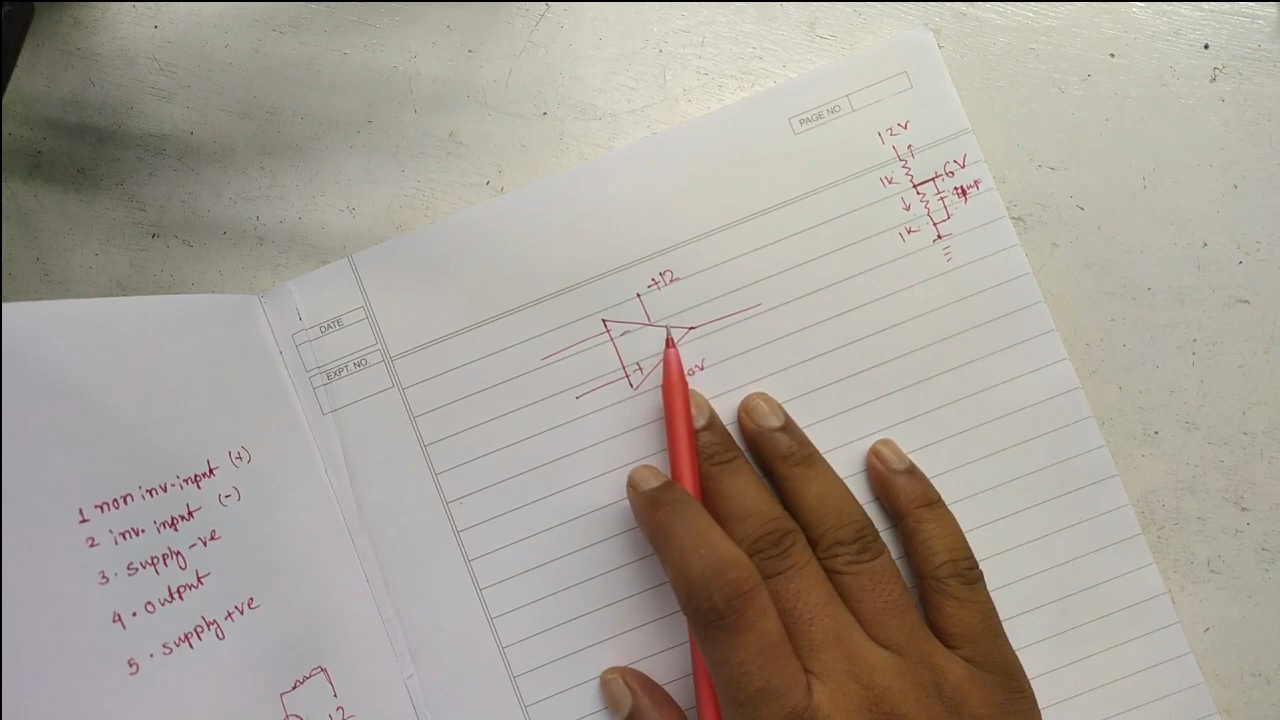 PAGE NO.
12V
1K
6V
1K
+12
-
+
0V
DATE
EXPT. NO.
1 non inv-input (+)
2 inv. input (-)
3. supply -ve
4. output
5. supply +ve
12